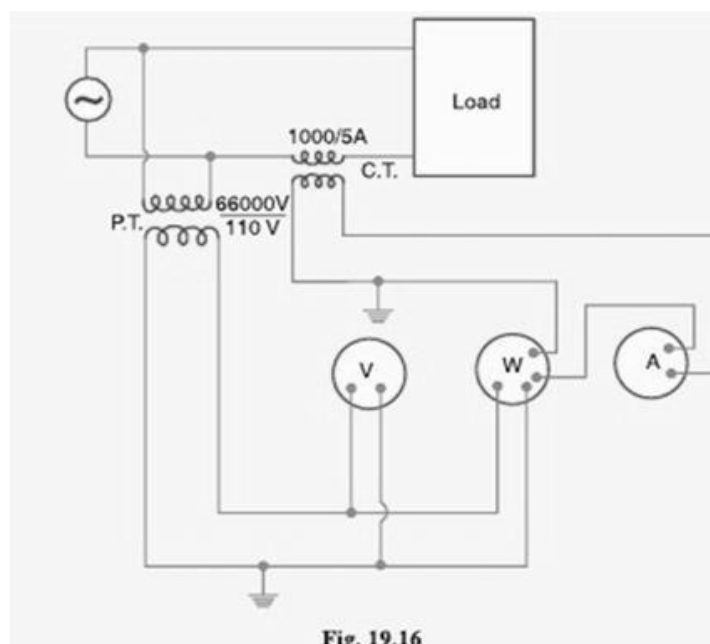 Load
1000/5A
C.T.
P.T.
66000V
110 V
V
W
A
Fig. 19.16